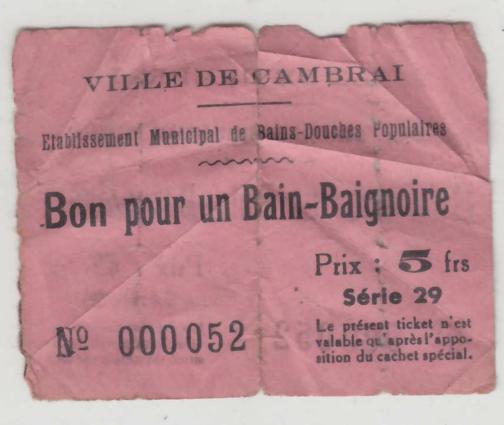 VILLE DE CAMBRAI
Etablissement Municipal de Bains-Douches Populaires
Bon pour un Bain-Baignoire
Prix : 5 frs
Série 29
Nº 000052
Le présent ticket n'est
valable qu'après l'appo-
sition du cachet spécial.